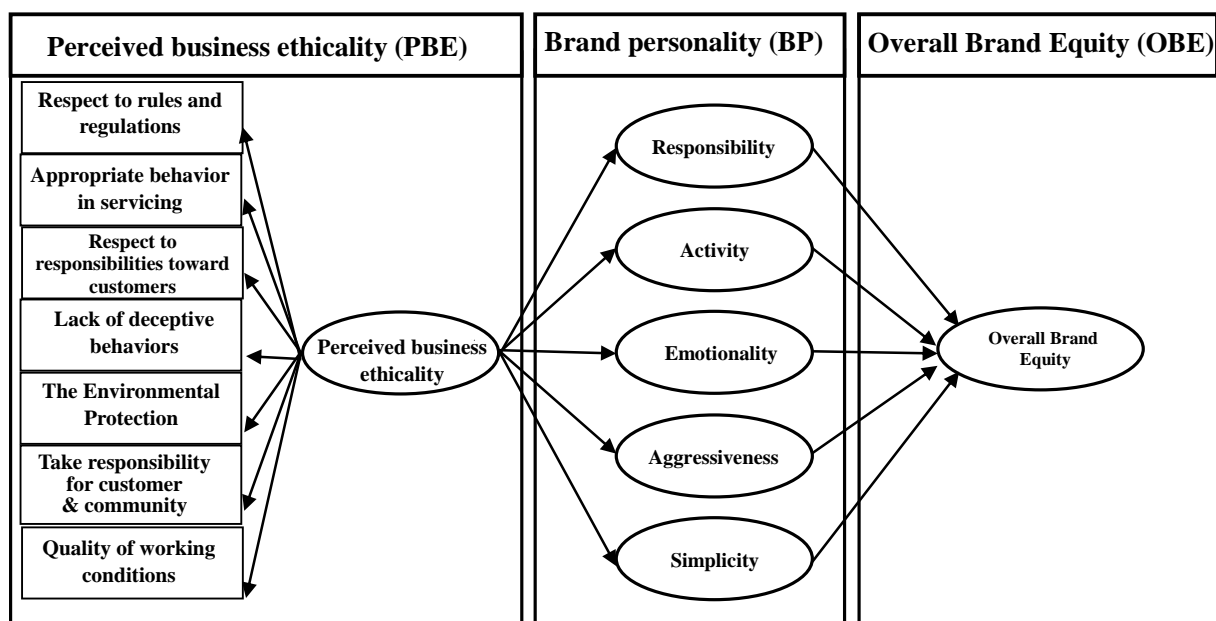 Perceived business ethicality (PBE)
Brand personality (BP)
Overall Brand Equity (OBE)
Respect to rules and
regulations
Appropriate behavior
in servicing
Respect to
responsibilities toward
customers
Lack of deceptive
behaviors
The Environmental
Protection
Take responsibility
for customer
& community
Quality of working
conditions
Perceived business
ethicality
Responsibility
Activity
Emotionality
Aggressiveness
Simplicity
Overall Brand
Equity